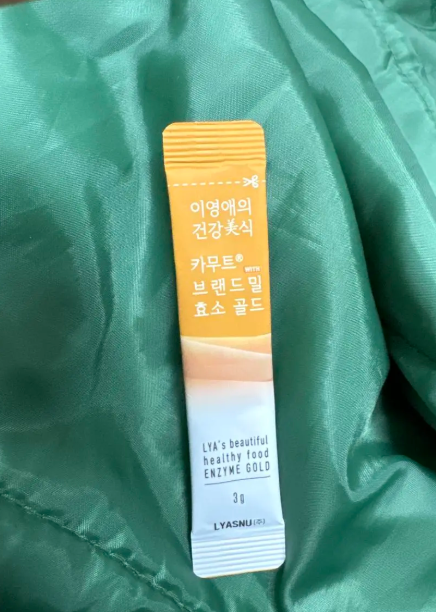 이영애의
건강美식
카무트®
브랜드밀
효소 골드
LYA's beautiful
healthy food
ENZYME GOLD
3g
LYASNU(주)